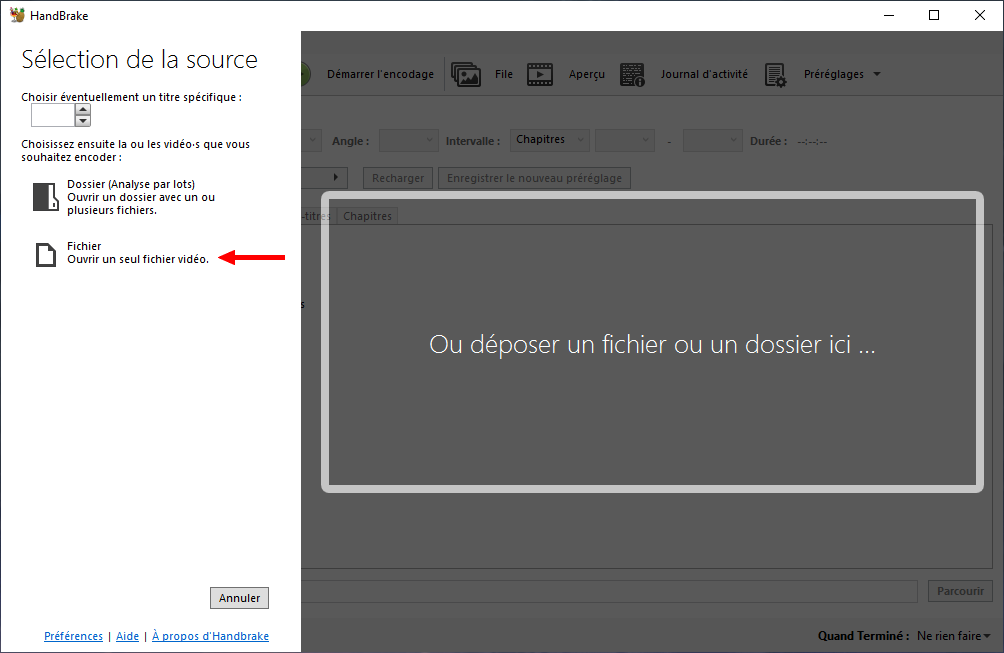 HandBrake
Sélection de la source
Choisir éventuellement un titre spécifique :
Choisissez ensuite la ou les vidéo·s que vous
souhaitez encoder :
Dossier (Analyse par lots)
Ouvrir un dossier avec un ou
plusieurs fichiers.
Fichier
Ouvrir un seul fichier vidéo.
Annuler
Préférences | Aide | À propos d'Handbrake
Démarrer l'encodage File Aperçu Journal d'activité Préréglages
Angle : Intervalle : Chapitres - Durée : --:--:--
Recharger Enregistrer le nouveau préréglage
-titres Chapitres
s
Ou déposer un fichier ou un dossier ici ...
Parcourir
Quand Terminé : Ne rien faire